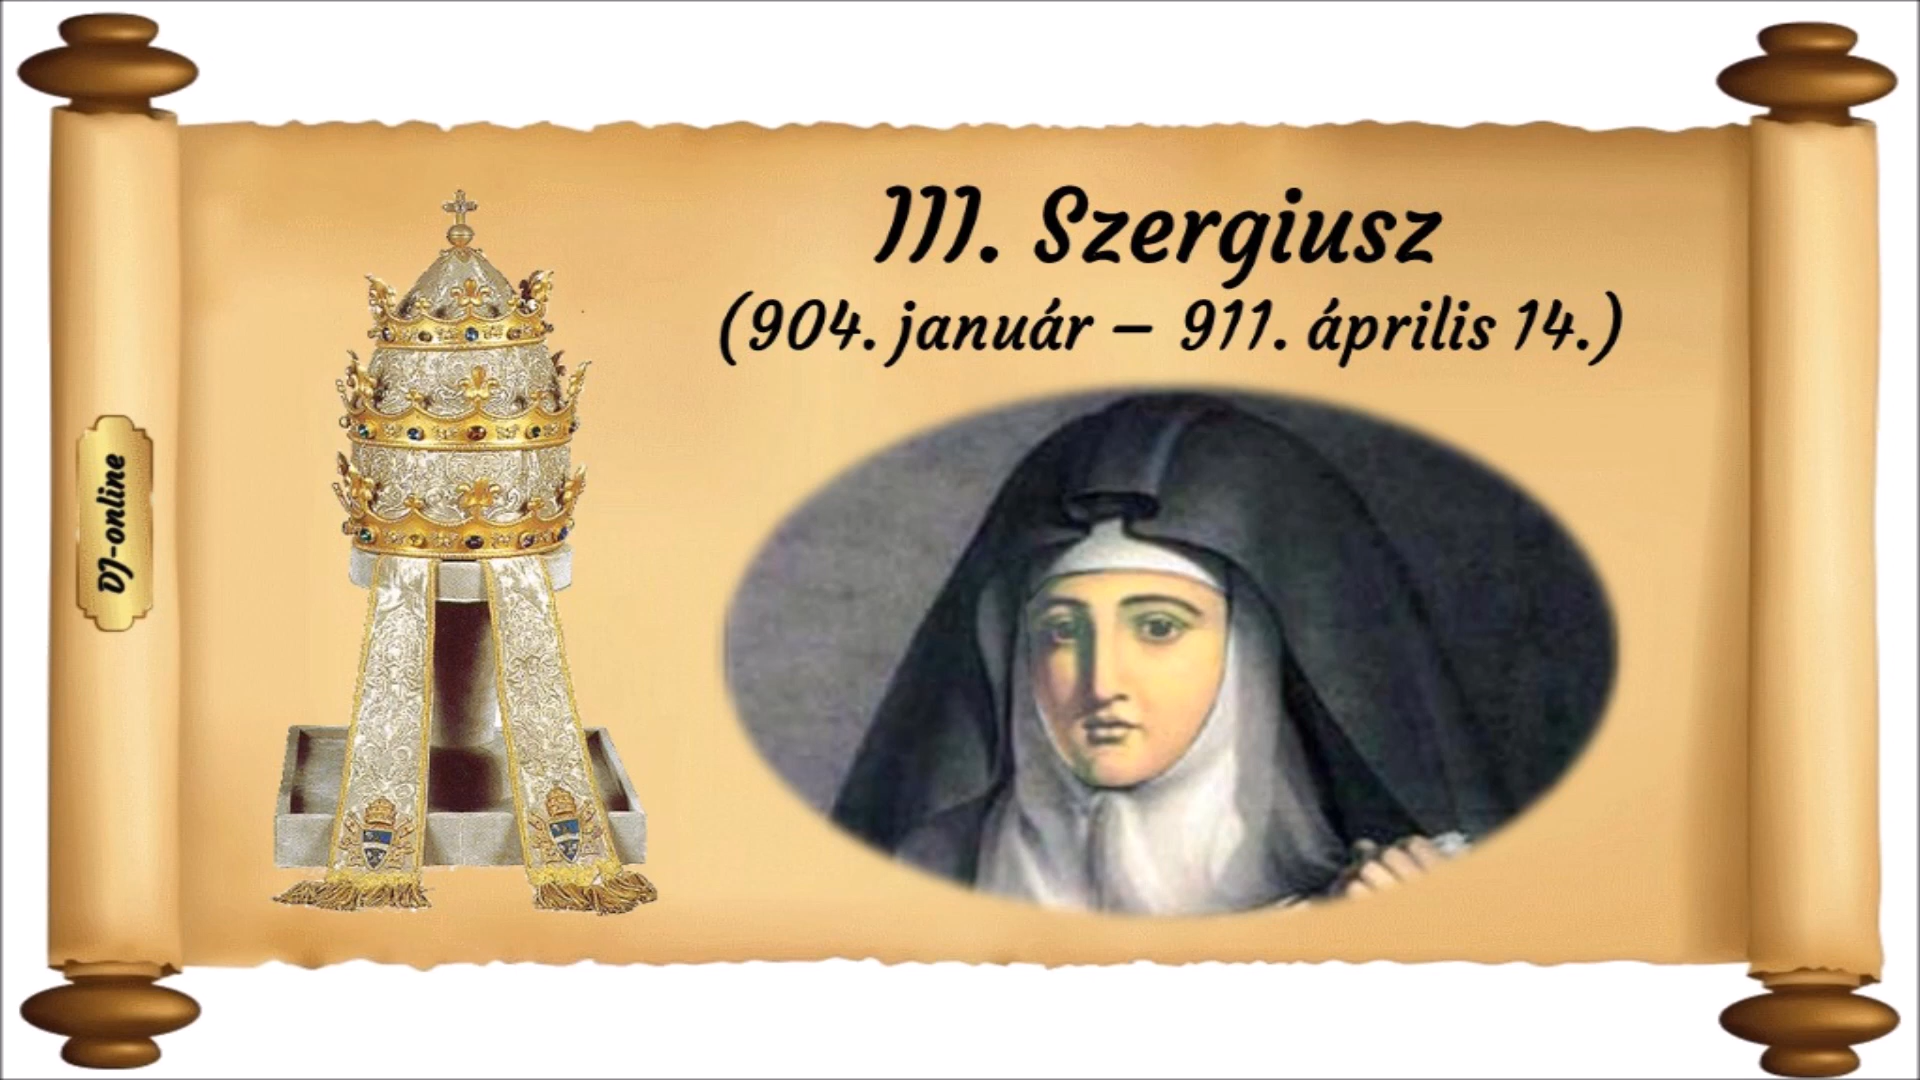 III. Szergiusz
(904. január – 911. április 14.)
DJ-online